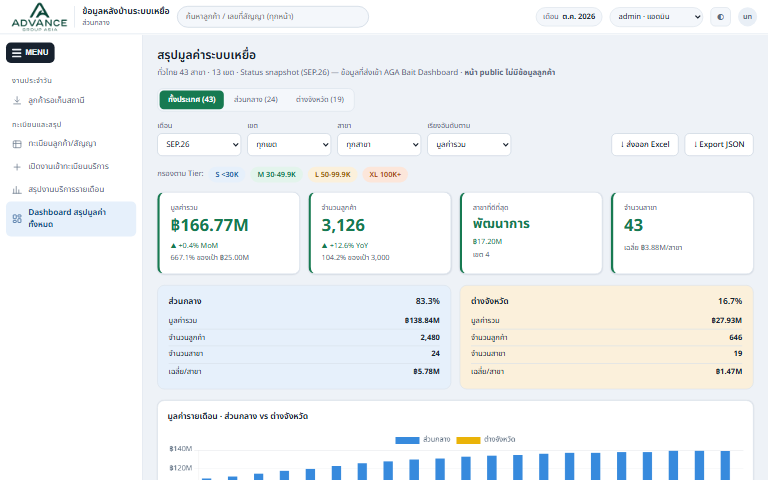 ADVANCE
GROUP ASIA
ข้อมูลหลังบ้านระบบเหยื่อ
ส่วนกลาง
ค้นหาลูกค้า / เลขที่สัญญา (ทุกหน้า)
เดือน ต.ค. 2026
admin · แอดมิน
บท
MENU
งานประจำวัน
ลูกค้ารอเก็บสถานี
ทะเบียนและสรุป
ทะเบียนลูกค้า/สัญญา
เปิดงานเข้าทะเบียนบริการ
สรุปงานบริการรายเดือน
Dashboard สรุปมูลค่าทั้งหมด
สรุปมูลค่าระบบเหยื่อ
ทั่วไทย 43 สาขา · 13 เขต · Status snapshot (SEP.26) — ข้อมูลที่ส่งเข้า AGA Bait Dashboard · หน้า public ไม่มีข้อมูลลูกค้า
ทั้งประเทศ (43)
ส่วนกลาง (24)
ต่างจังหวัด (19)
เดือน
เขต
สาขา
เรียงอันดับตาม
SEP.26
ทุกเขต
ทุกสาขา
มูลค่ารวม
↓ ส่งออก Excel
↓ Export JSON
กรองตาม Tier:
S <30K
M 30-49.9K
L 50-99.9K
XL 100K+
มูลค่ารวม
฿166.77M
▲ +0.4% MoM
667.1% ของเป้า ฿25.00M
จำนวนลูกค้า
3,126
▲ +12.6% YoY
104.2% ของเป้า 3,000
สาขาที่ดีที่สุด
พัฒนาการ
฿17.20M
เขต 4
จำนวนสาขา
43
เฉลี่ย ฿3.88M/สาขา
ส่วนกลาง
83.3%
มูลค่ารวม
฿138.84M
จำนวนลูกค้า
2,480
จำนวนสาขา
24
เฉลี่ย/สาขา
฿5.78M
ต่างจังหวัด
16.7%
มูลค่ารวม
฿27.93M
จำนวนลูกค้า
646
จำนวนสาขา
19
เฉลี่ย/สาขา
฿1.47M
มูลค่ารายเดือน · ส่วนกลาง vs ต่างจังหวัด
ส่วนกลาง
ต่างจังหวัด
฿140M
฿120M